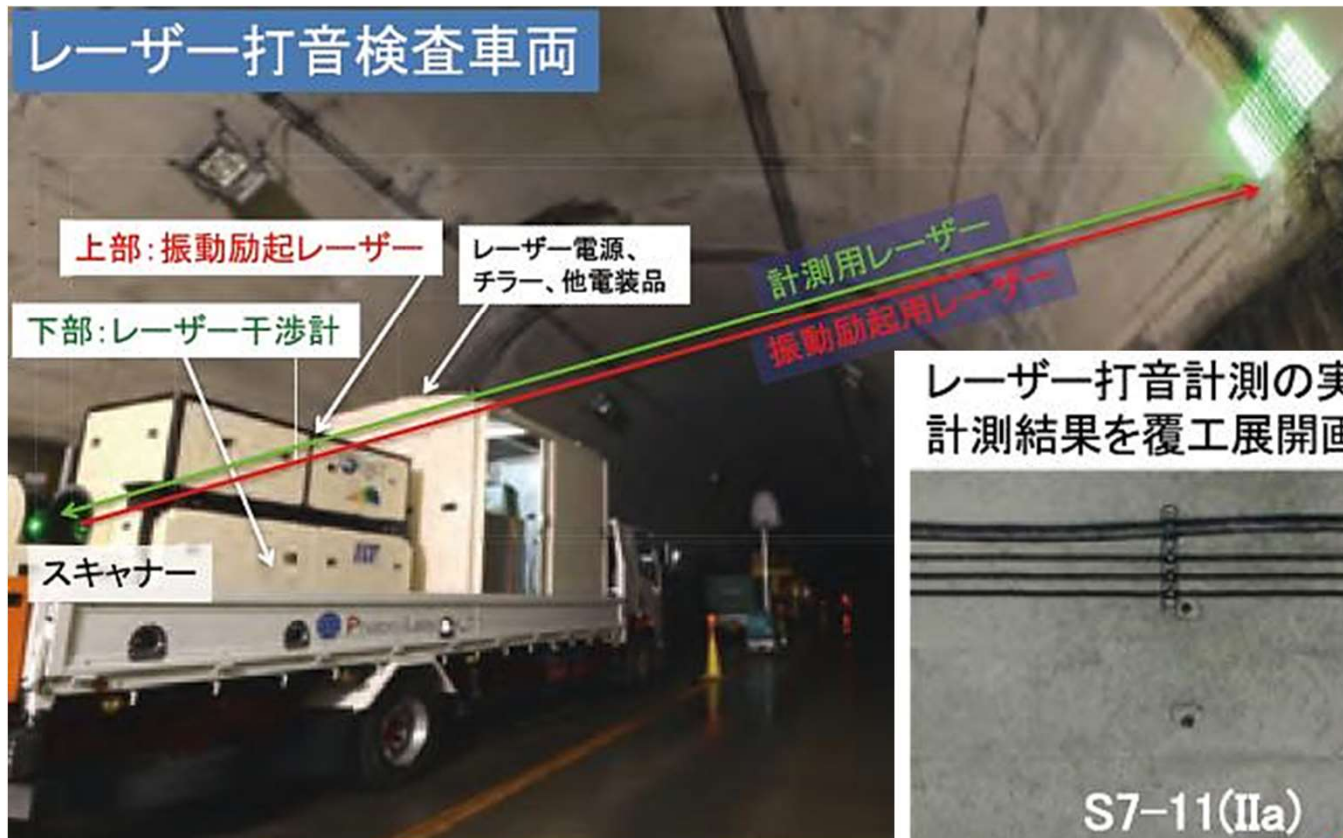 レーザー打音検査車両
上部:振動励起レーザー
レーザー電源、
チラー、他電装品
下部:レーザー干渉計
計測用レーザー
振動励起用レーザー
スキャナー
レーザー打音計測の実
計測結果を覆工展開画
S7-11(IIa)